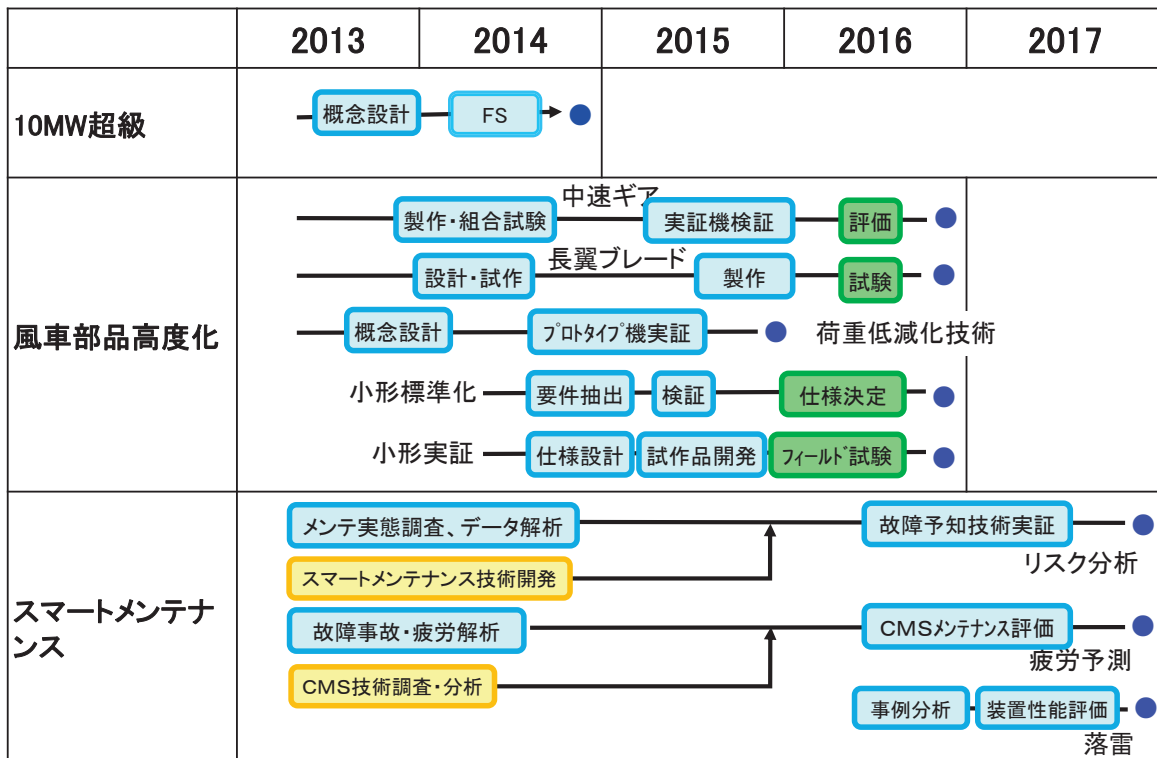 2013 2014 2015 2016 2017
10MW超級
概念設計 FS
風車部品高度化
中速ギア
製作・組合試験 実証機検証 評価
長翼ブレード
設計・試作 製作 試験
概念設計 プロトタイプ機実証 荷重低減化技術
小形標準化 要件抽出 検証 仕様決定
小形実証 仕様設計 試作品開発 フィールド試験
スマートメンテナ
ンス
メンテ実態調査、データ解析 故障予知技術実証
リスク分析
スマートメンテナンス技術開発
故障事故・疲労解析 CMSメンテナンス評価
疲労予測
CMS技術調査・分析
事例分析 装置性能評価
落雷